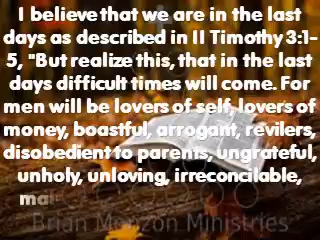 I believe that we are in the last
days as described in II Timothy 3:1-
5, "But realize this, that in the last
days difficult times will come. For
men will be lovers of self, lovers of
money, boastful, arrogant, revilers,
disobedient to parents, ungrateful,
unholy, unloving, irreconcilable,
Brian Monzon Ministries